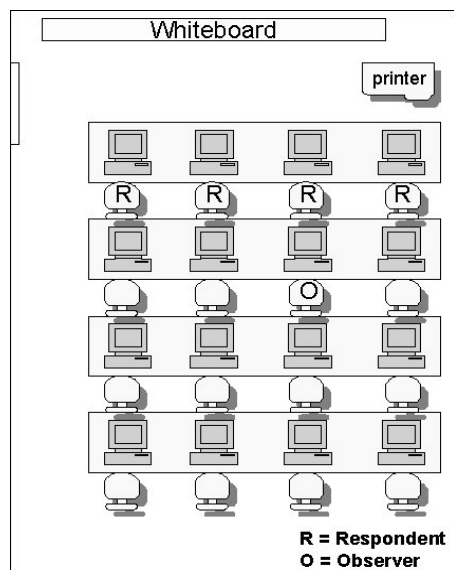 Whiteboard
printer
R R R R
O
R = Respondent
O = Observer